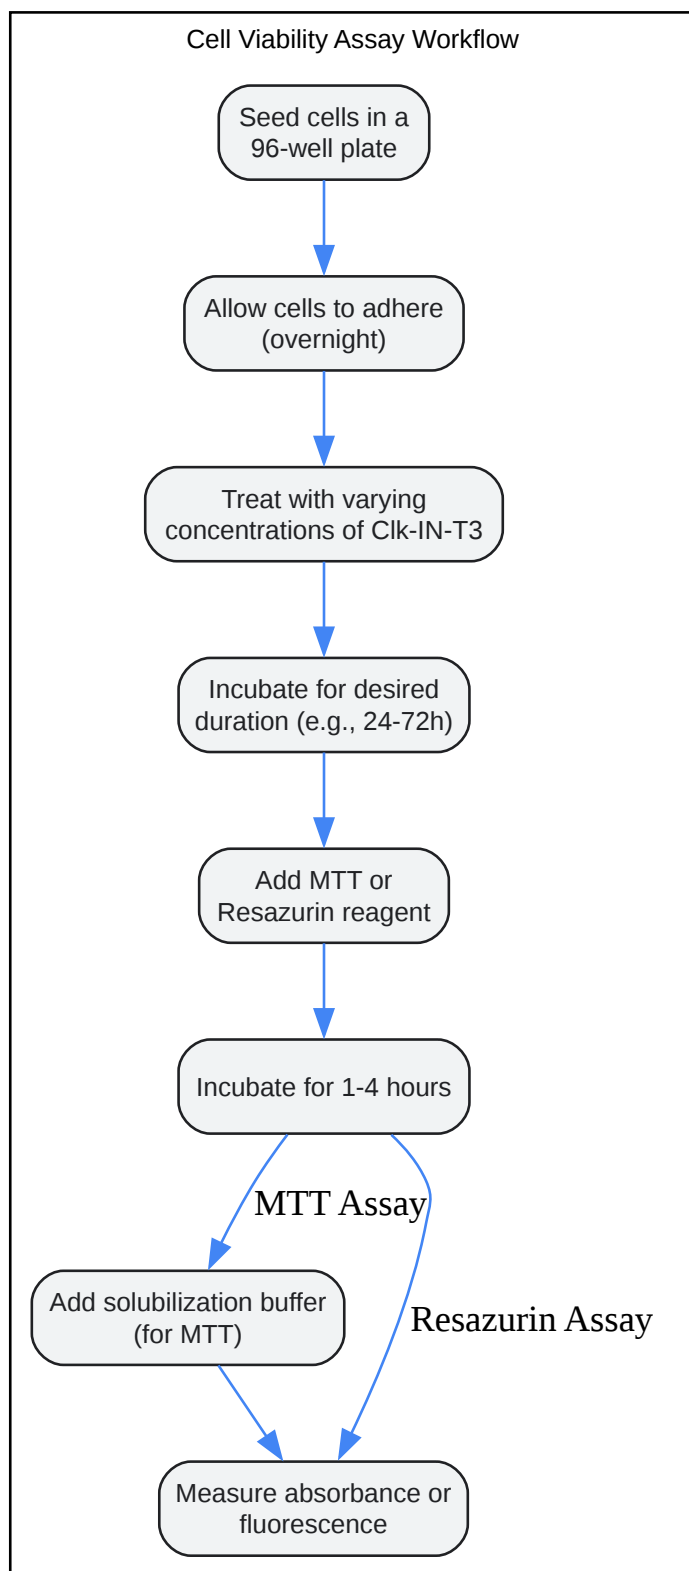 Cell Viability Assay Workflow
Seed cells in a
96-well plate
Allow cells to adhere
(overnight)
Treat with varying
concentrations of Clk-IN-T3
Incubate for desired
duration (e.g., 24-72h)
Add MTT or
Resazurin reagent
Incubate for 1-4 hours
MTT Assay
Add solubilization buffer
(for MTT)
Resazurin Assay
Measure absorbance or
fluorescence